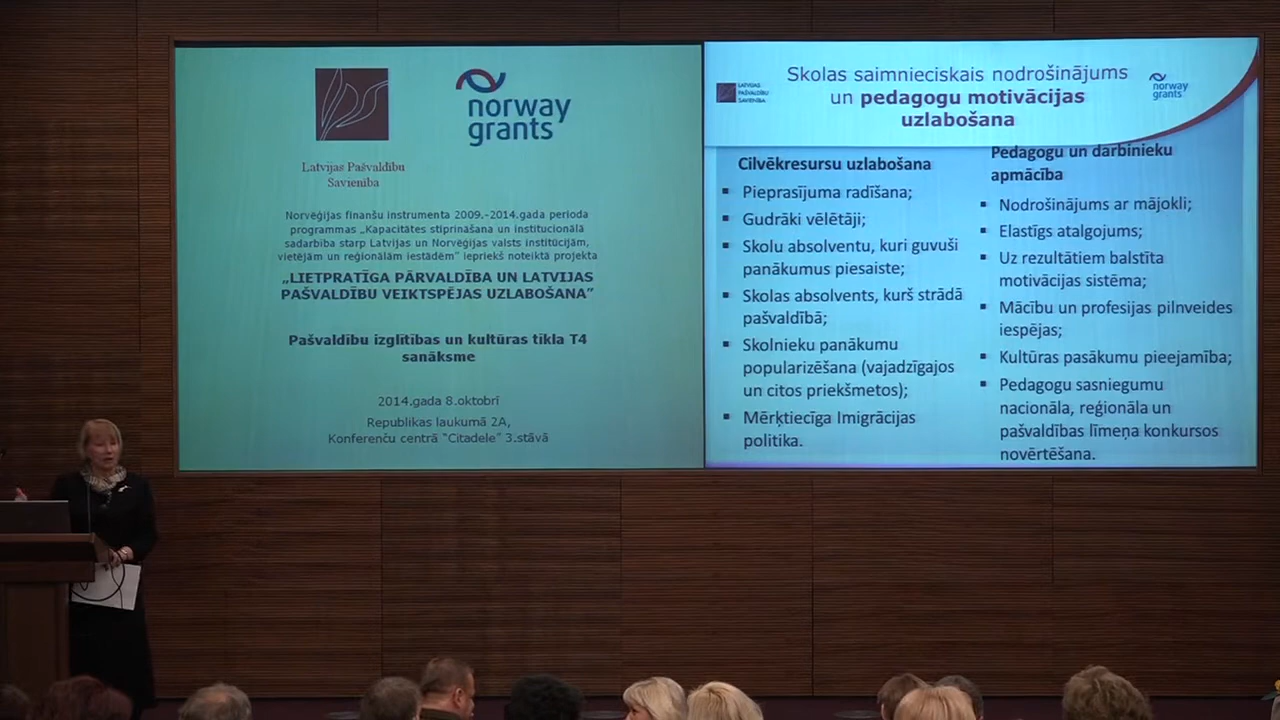 norway
grants
Latvijas Pašvaldību
Savienība
Norvēģijas finanšu instrumenta 2009.-2014.gada perioda
programmas „Kapacitātes stiprināšana un institucionālā
sadarbība starp Latvijas un Norvēģijas valsts institūcijām,
vietējām un reģionālām iestādēm” iepriekš noteiktā projekta
„LIETPRATĪGA PĀRVALDĪBA UN LATVIJAS
PAŠVALDĪBU VEIKTSPĒJAS UZLABOŠANA”
Pašvaldību izglītības un kultūras tīkla T4
sanāksme
2014.gada 8.oktobrī
Republikas laukumā 2A,
Konferenču centrā “Citadele” 3.stāvā
LATVIJAS
PAŠVALDĪBU
SAVIENĪBA
Skolas saimnieciskais nodrošinājums
un pedagogu motivācijas
uzlabošana
norway
grants
Cilvēkresursu uzlabošana
▪ Pieprasījuma radīšana;
▪ Gudrāki vēlētāji;
▪ Skolu absolventu, kuri guvuši
panākumus piesaiste;
▪ Skolas absolvents, kurš strādā
pašvaldībā;
▪ Skolnieku panākumu
popularizēšana (vajadzīgajos
un citos priekšmetos);
▪ Mērķtiecīga Imigrācijas
politika.
Pedagogu un darbinieku
apmācība
▪ Nodrošinājums ar mājokli;
▪ Elastīgs atalgojums;
▪ Uz rezultātiem balstīta
motivācijas sistēma;
▪ Mācību un profesijas pilnveides
iespējas;
▪ Kultūras pasākumu pieejamība;
▪ Pedagogu sasniegumu
nacionāla, reģionāla un
pašvaldības līmeņa konkursos
novērtēšana.